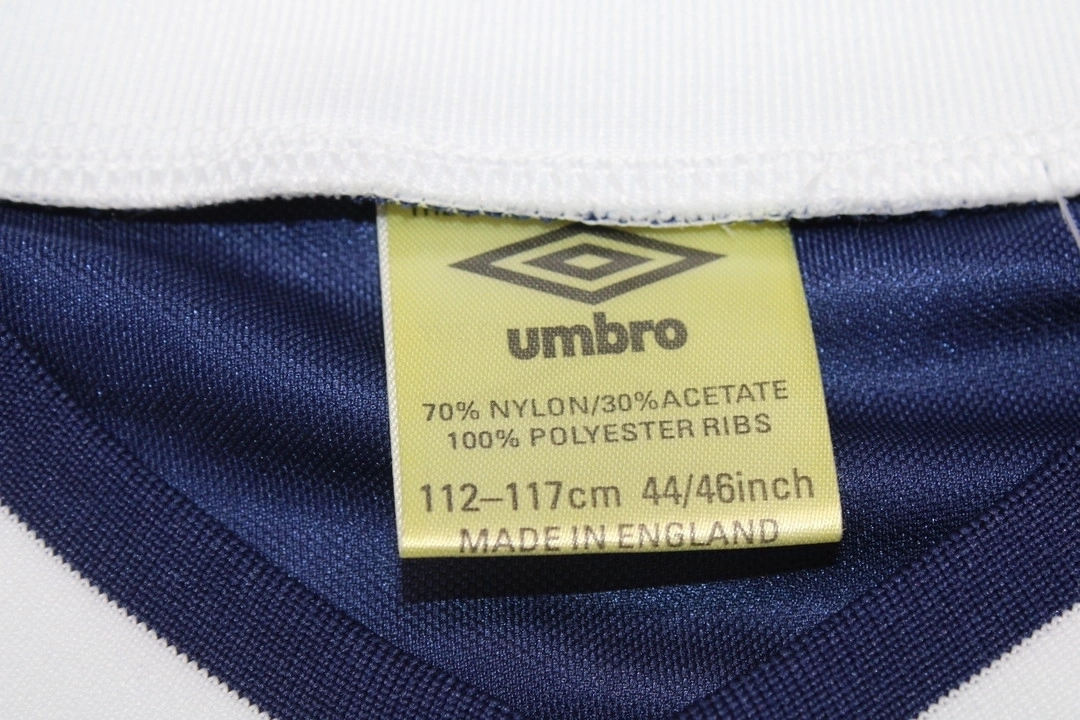 umbro
70% NYLON/30%ACETATE
100% POLYESTER RIBS
112–117cm 44/46inch
MADE IN ENGLAND